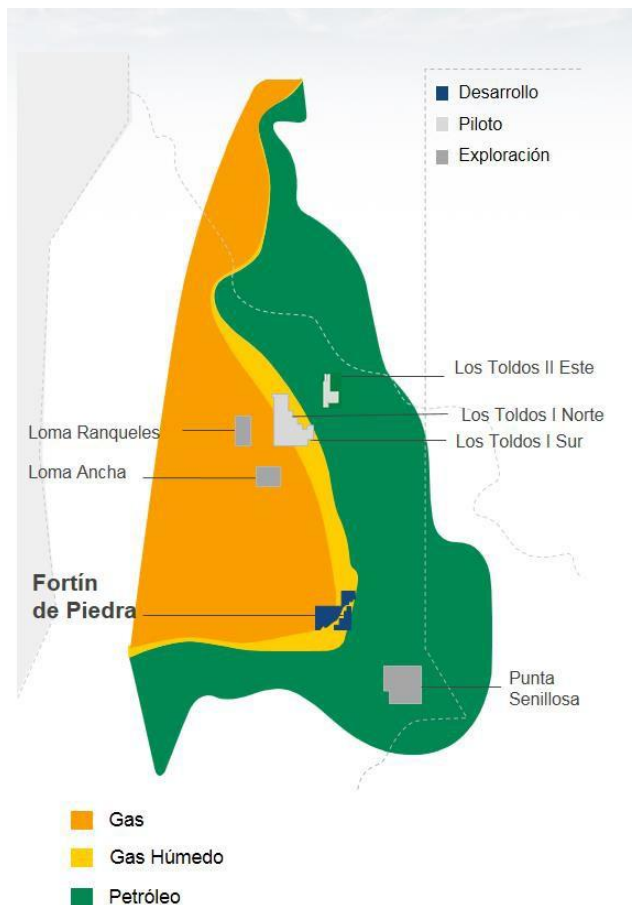 Desarrollo
Piloto
Exploración
Los Toldos II Este
Los Toldos I Norte
Loma Ranqueles
Los Toldos I Sur
Loma Ancha
Fortín
de Piedra
Punta
Senillosa
Gas
Gas Húmedo
Petróleo